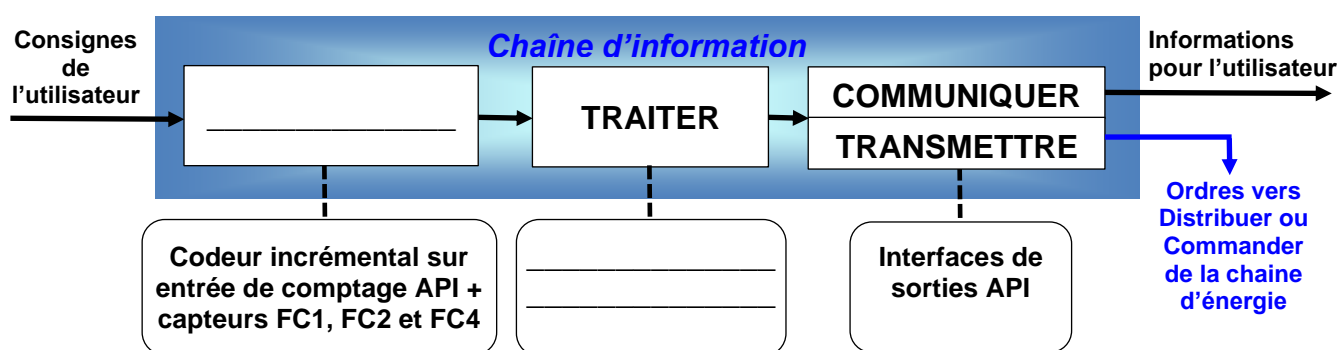 Consignes
de
l'utilisateur
Chaîne d'information
TRAITER
COMMUNIQUER
TRANSMETTRE
Informations
pour l'utilisateur
Ordres vers
Distribuer ou
Commander
de la chaine
d'énergie
Codeur incrémental sur
entrée de comptage API +
capteurs FC1, FC2 et FC4
Interfaces de
sorties API